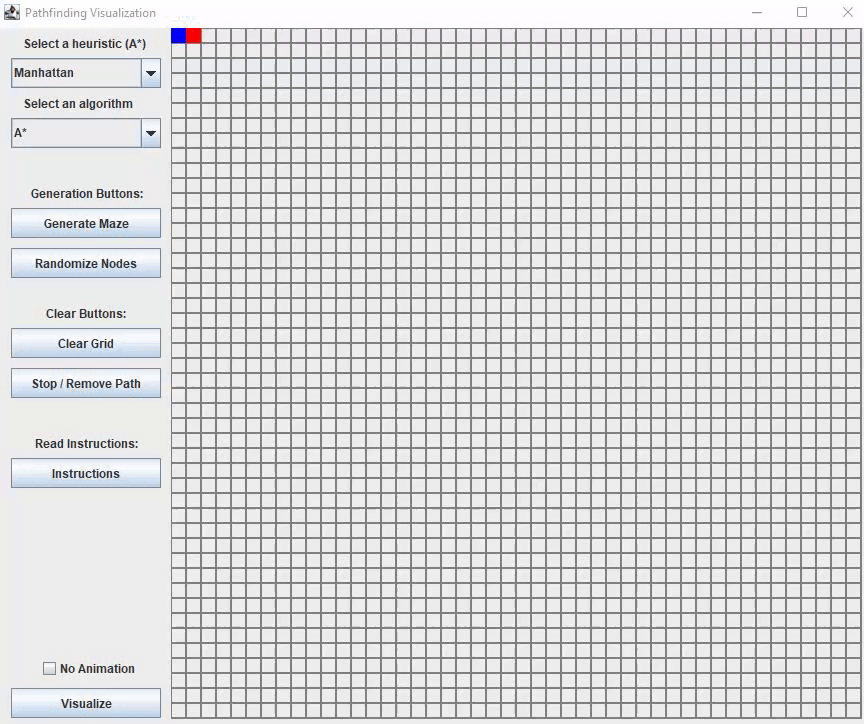 Pathfinding Visualization
Select a heuristic (A*)
Manhattan
Select an algorithm
A*
Generation Buttons:
Generate Maze
Randomize Nodes
Clear Buttons:
Clear Grid
Stop / Remove Path
Read Instructions:
Instructions
No Animation
Visualize